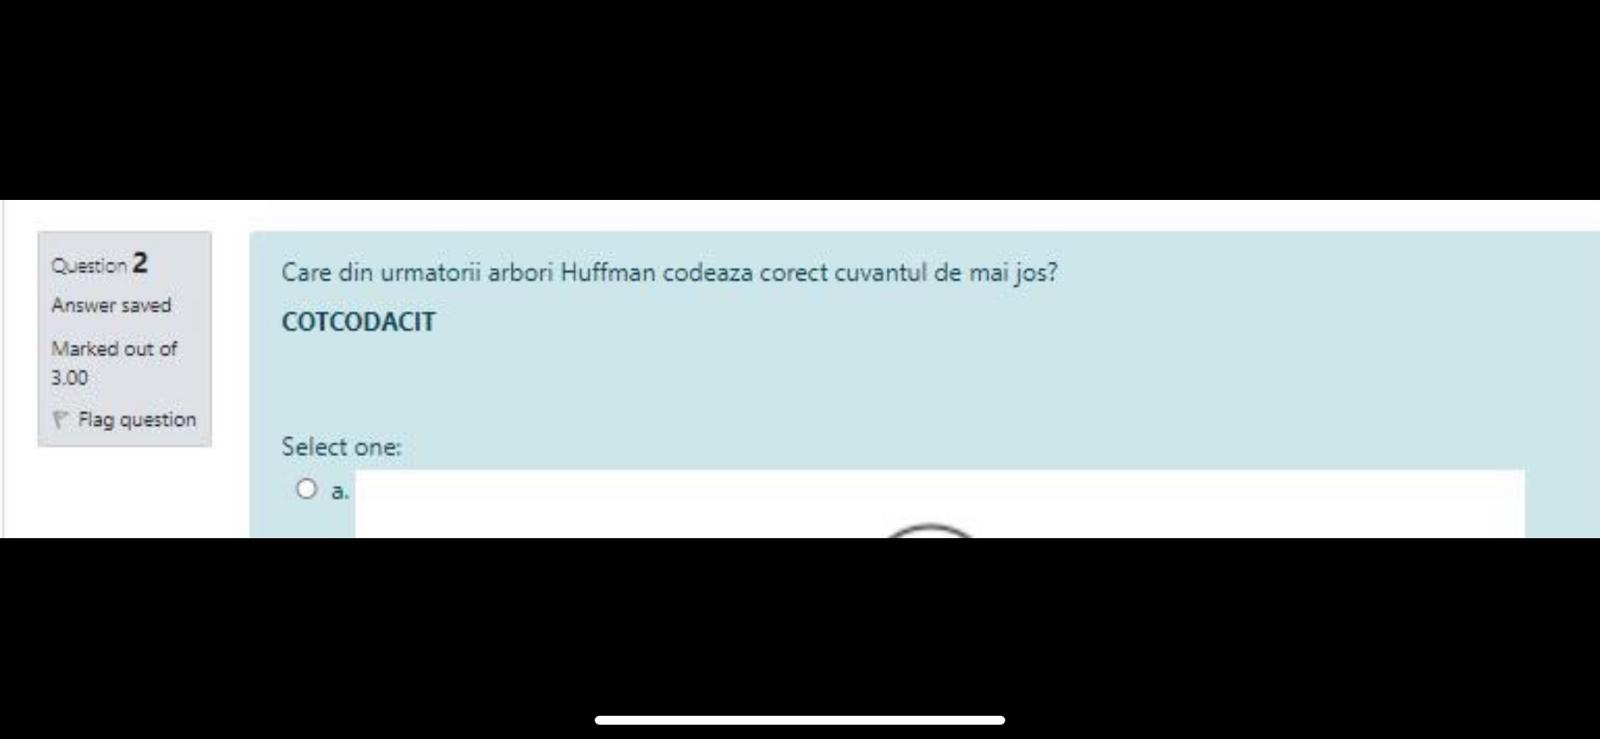 Question 2
Answer saved
Marked out of
3.00
Flag question
Care din urmatorii arbori Huffman codeaza corect cuvantul de mai jos?
COTCODACIT
Select one:
a.